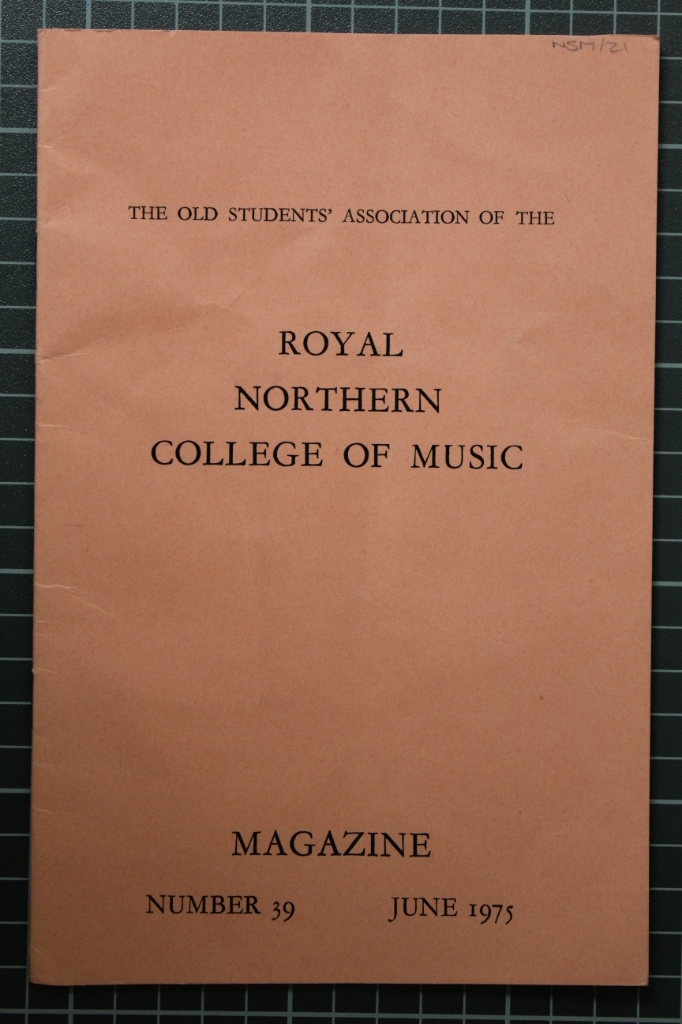 NSM/21
THE OLD STUDENTS' ASSOCIATION OF THE
ROYAL
NORTHERN
COLLEGE OF MUSIC
MAGAZINE
NUMBER 39 JUNE 1975